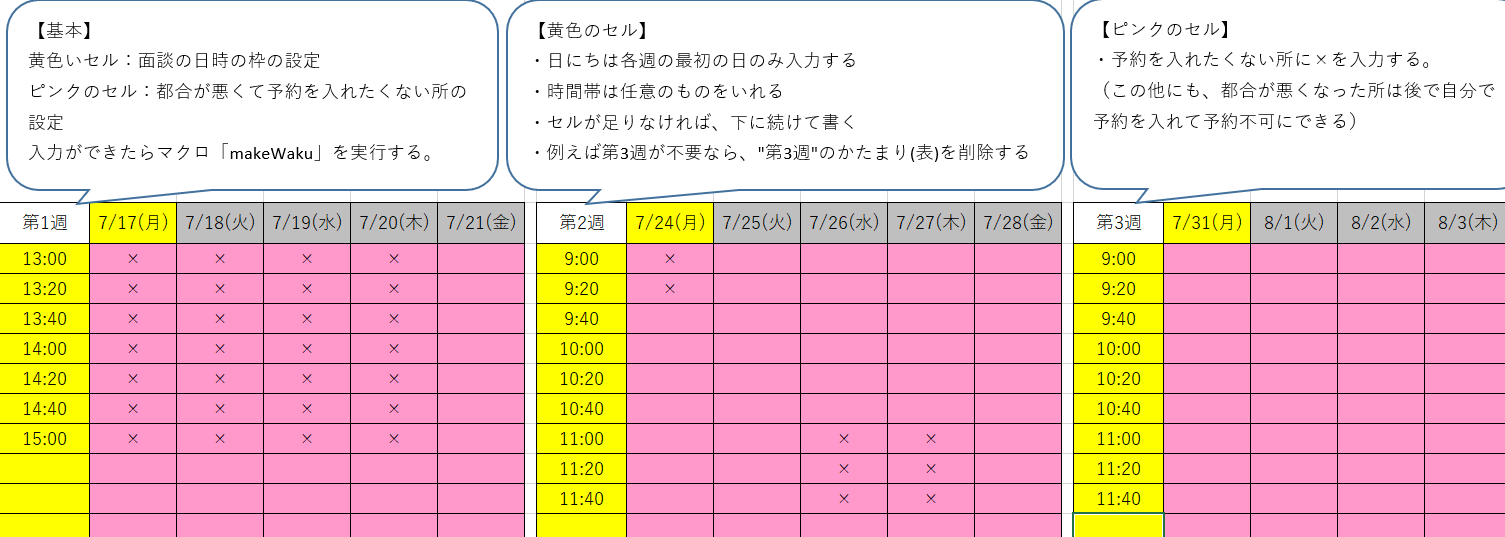 【基本】
黄色いセル：面談の日時の枠の設定
ピンクのセル：都合が悪くて予約を入れたくない所の
設定
入力ができたらマクロ「makeWaku」を実行する。
【黄色のセル】
・日にちは各週の最初の日のみ入力する
・時間帯は任意のものをいれる
・セルが足りなければ、下に続けて書く
・例えば第3週が不要なら、"第3週"のかたまり(表)を削除する
【ピンクのセル】
・予約を入れたくない所に×を入力する。
（この他にも、都合が悪くなった所は後で自分で
予約を入れて予約不可にできる）
第1週 7/17(月) 7/18(火) 7/19(水) 7/20(木) 7/21(金)
13:00 × × × ×
13:20 × × × ×
13:40 × × × ×
14:00 × × × ×
14:20 × × × ×
14:40 × × × ×
15:00 × × × ×
第2週 7/24(月) 7/25(火) 7/26(水) 7/27(木) 7/28(金)
9:00 ×
9:20 ×
9:40
10:00
10:20
10:40
11:00 × ×
11:20 × ×
11:40 × ×
第3週 7/31(月) 8/1(火) 8/2(水) 8/3(木)
9:00
9:20
9:40
10:00
10:20
10:40
11:00
11:20
11:40